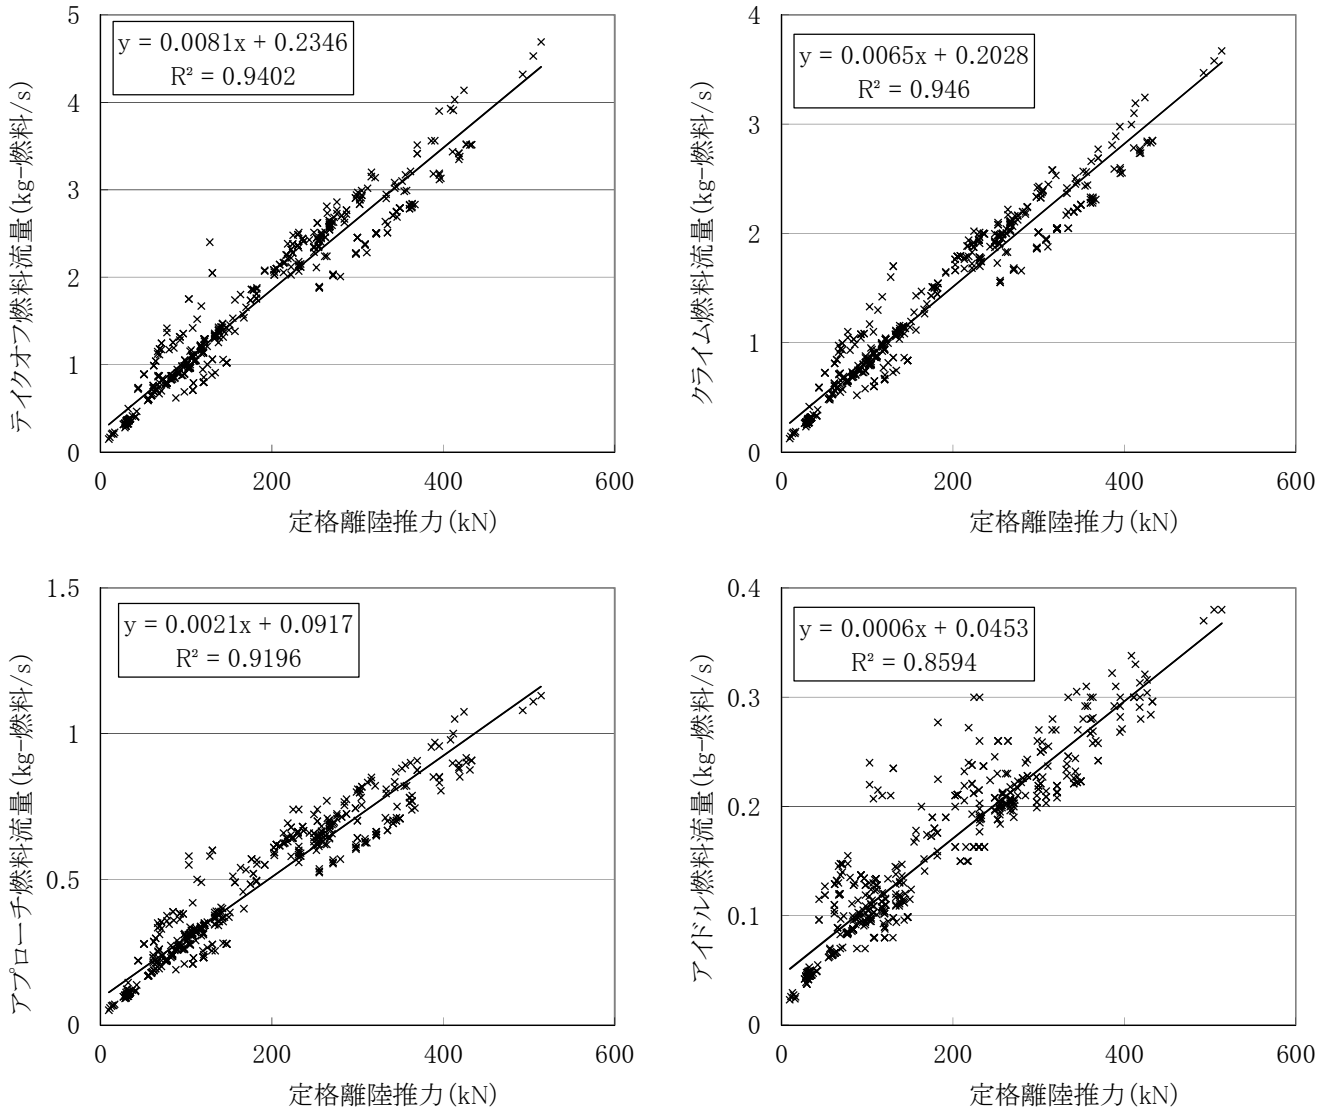 テイクオフ燃料流量(kg-燃料/s)
5
4
3
2
1
0
y = 0.0081x + 0.2346
R² = 0.9402
0 200 400 600
定格離陸推力(kN)
クライム燃料流量(kg-燃料/s)
4
3
2
1
0
y = 0.0065x + 0.2028
R² = 0.946
0 200 400 600
定格離陸推力(kN)
アプローチ燃料流量(kg-燃料/s)
1.5
1
0.5
0
y = 0.0021x + 0.0917
R² = 0.9196
0 200 400 600
定格離陸推力(kN)
アイドル燃料流量(kg-燃料/s)
0.4
0.3
0.2
0.1
0
y = 0.0006x + 0.0453
R² = 0.8594
0 200 400 600
定格離陸推力(kN)